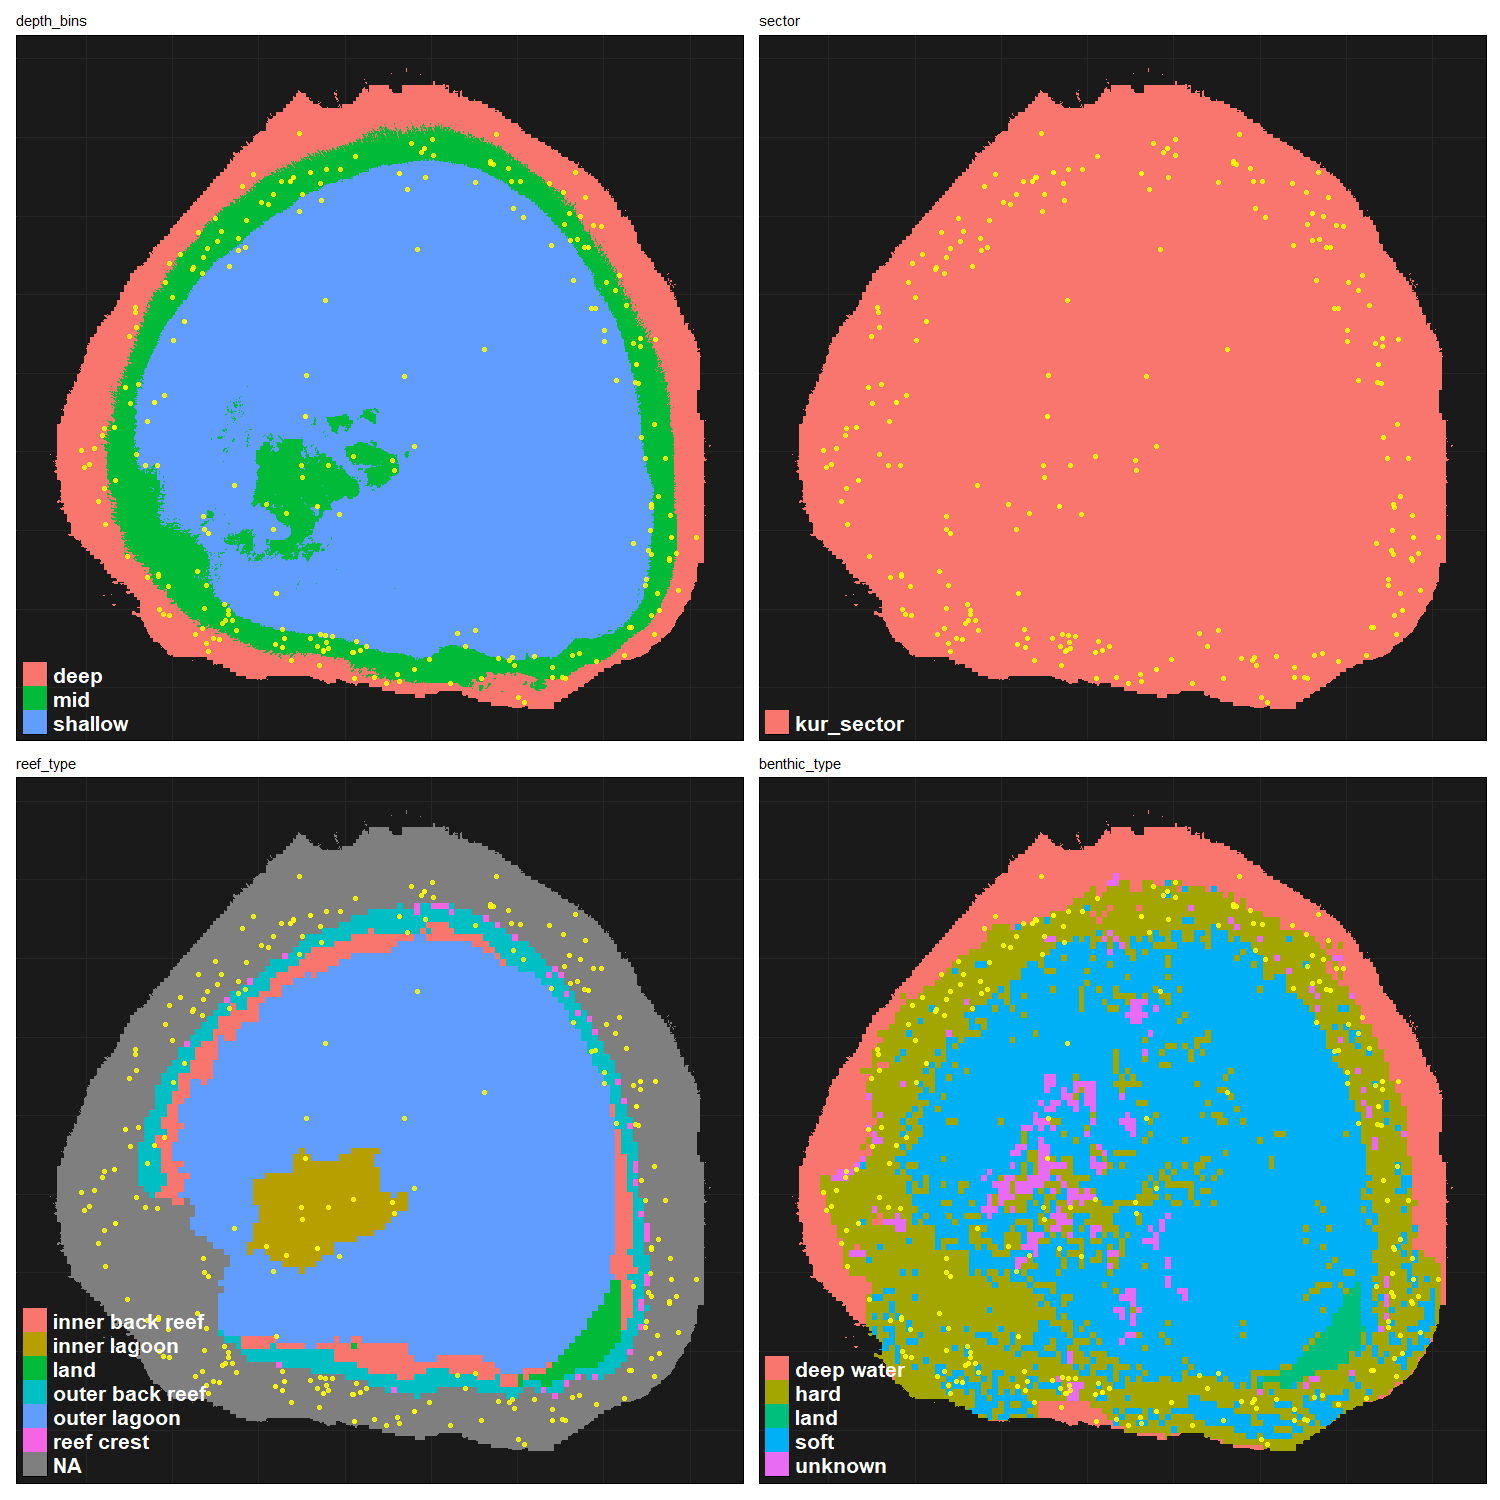 depth_bins
deep
mid
shallow
sector
kur_sector
reef_type
inner back reef
inner lagoon
land
outer back reef
outer lagoon
reef crest
NA
benthic_type
deep water
hard
land
soft
unknown